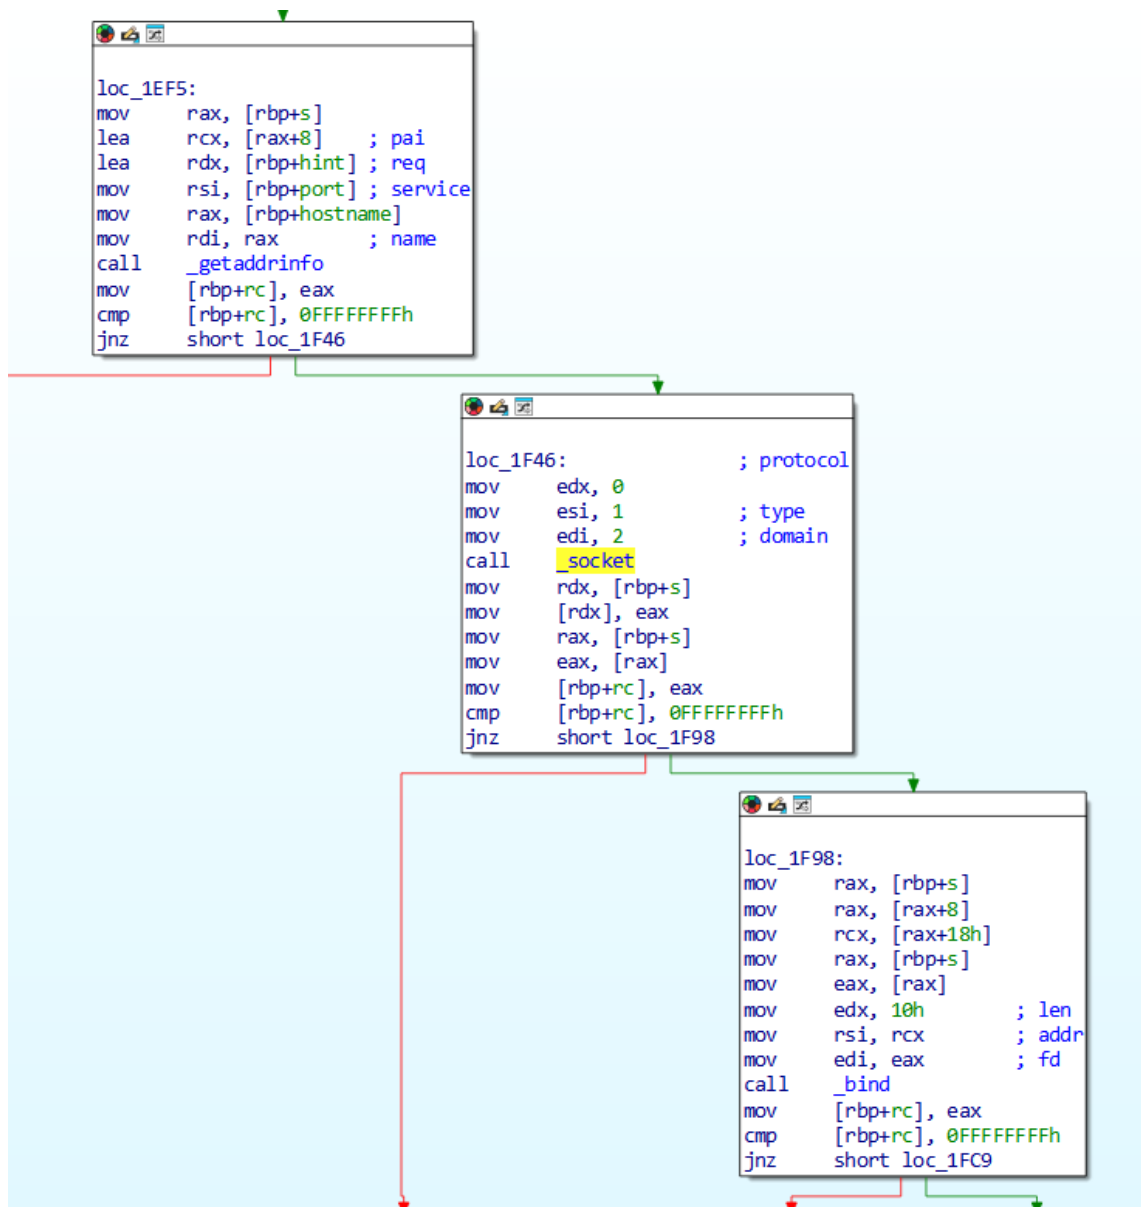 loc_1EF5:
mov rax, [rbp+s]
lea rcx, [rax+8] ; pai
lea rdx, [rbp+hint] ; req
mov rsi, [rbp+port] ; service
mov rax, [rbp+hostname]
mov rdi, rax ; name
call _getaddrinfo
mov [rbp+rc], eax
cmp [rbp+rc], 0FFFFFFFFh
jnz short loc_1F46
loc_1F46: ; protocol
mov edx, 0
mov esi, 1 ; type
mov edi, 2 ; domain
call _socket
mov rdx, [rbp+s]
mov [rdx], eax
mov rax, [rbp+s]
mov eax, [rax]
mov [rbp+rc], eax
cmp [rbp+rc], 0FFFFFFFFh
jnz short loc_1F98
loc_1F98:
mov rax, [rbp+s]
mov rax, [rax+8]
mov rcx, [rax+18h]
mov rax, [rbp+s]
mov eax, [rax]
mov edx, 10h ; len
mov rsi, rcx ; addr
mov edi, eax ; fd
call _bind
mov [rbp+rc], eax
cmp [rbp+rc], 0FFFFFFFFh
jnz short loc_1FC9